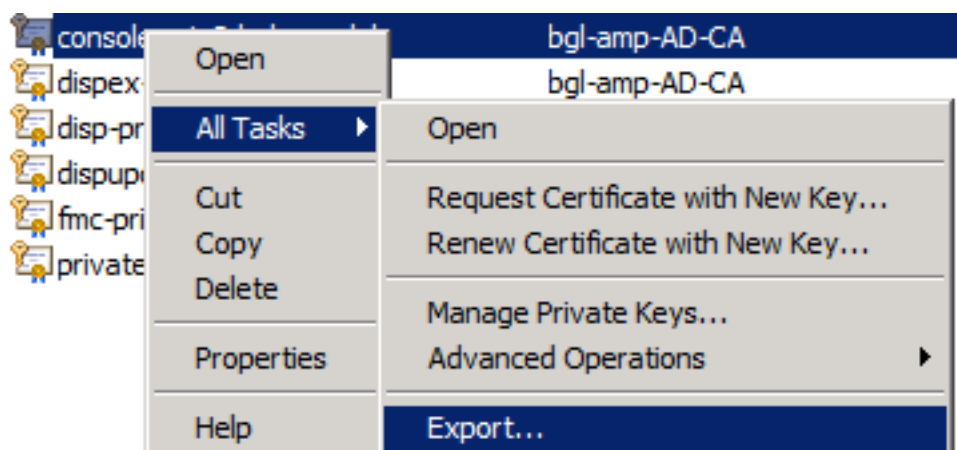 console bgl-amp-AD-CA
dispex- bgl-amp-AD-CA
disp-pr
dispup
fmc-pri
private
Open
All Tasks
Cut
Copy
Delete
Properties
Help
Open
Request Certificate with New Key...
Renew Certificate with New Key...
Manage Private Keys...
Advanced Operations
Export...